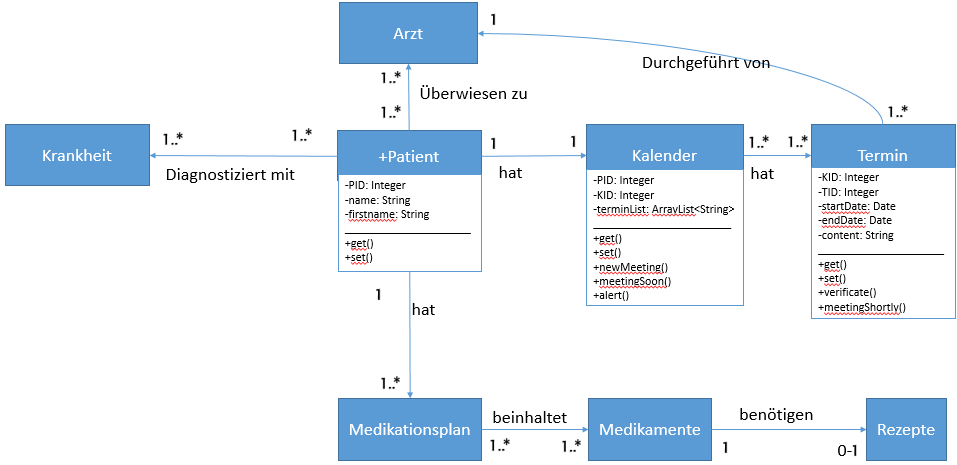 Arzt
1
1..*
Durchgeführt von
Überwiesen zu
1..*
1..*
Krankheit
1..*
1..*
Diagnostiziert mit
+Patient
-PID: Integer
-name: String
-firstname: String
+get()
+set()
1
1
hat
Kalender
-PID: Integer
-KID: Integer
-terminList: ArrayList<String>
+get()
+set()
+newMeeting()
+meetingSoon()
+alert()
1..*
1..*
hat
Termin
-KID: Integer
-TID: Integer
-startDate: Date
-endDate: Date
-content: String
+get()
+set()
+verificate()
+meetingShortly()
1
hat
1..*
Medikationsplan
beinhaltet
1..*
1..*
Medikamente
benötigen
1
0-1
Rezepte